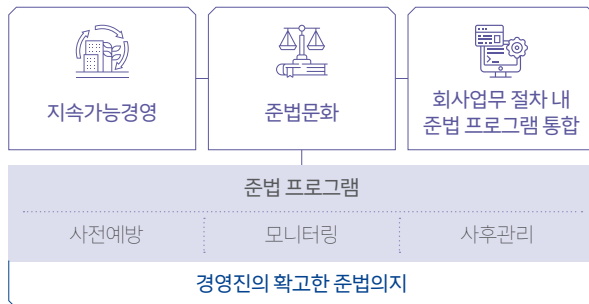 지속가능경영
준법문화
회사업무 절차 내
준법 프로그램 통합
준법 프로그램
사전예방
모니터링
사후관리
경영진의 확고한 준법의지